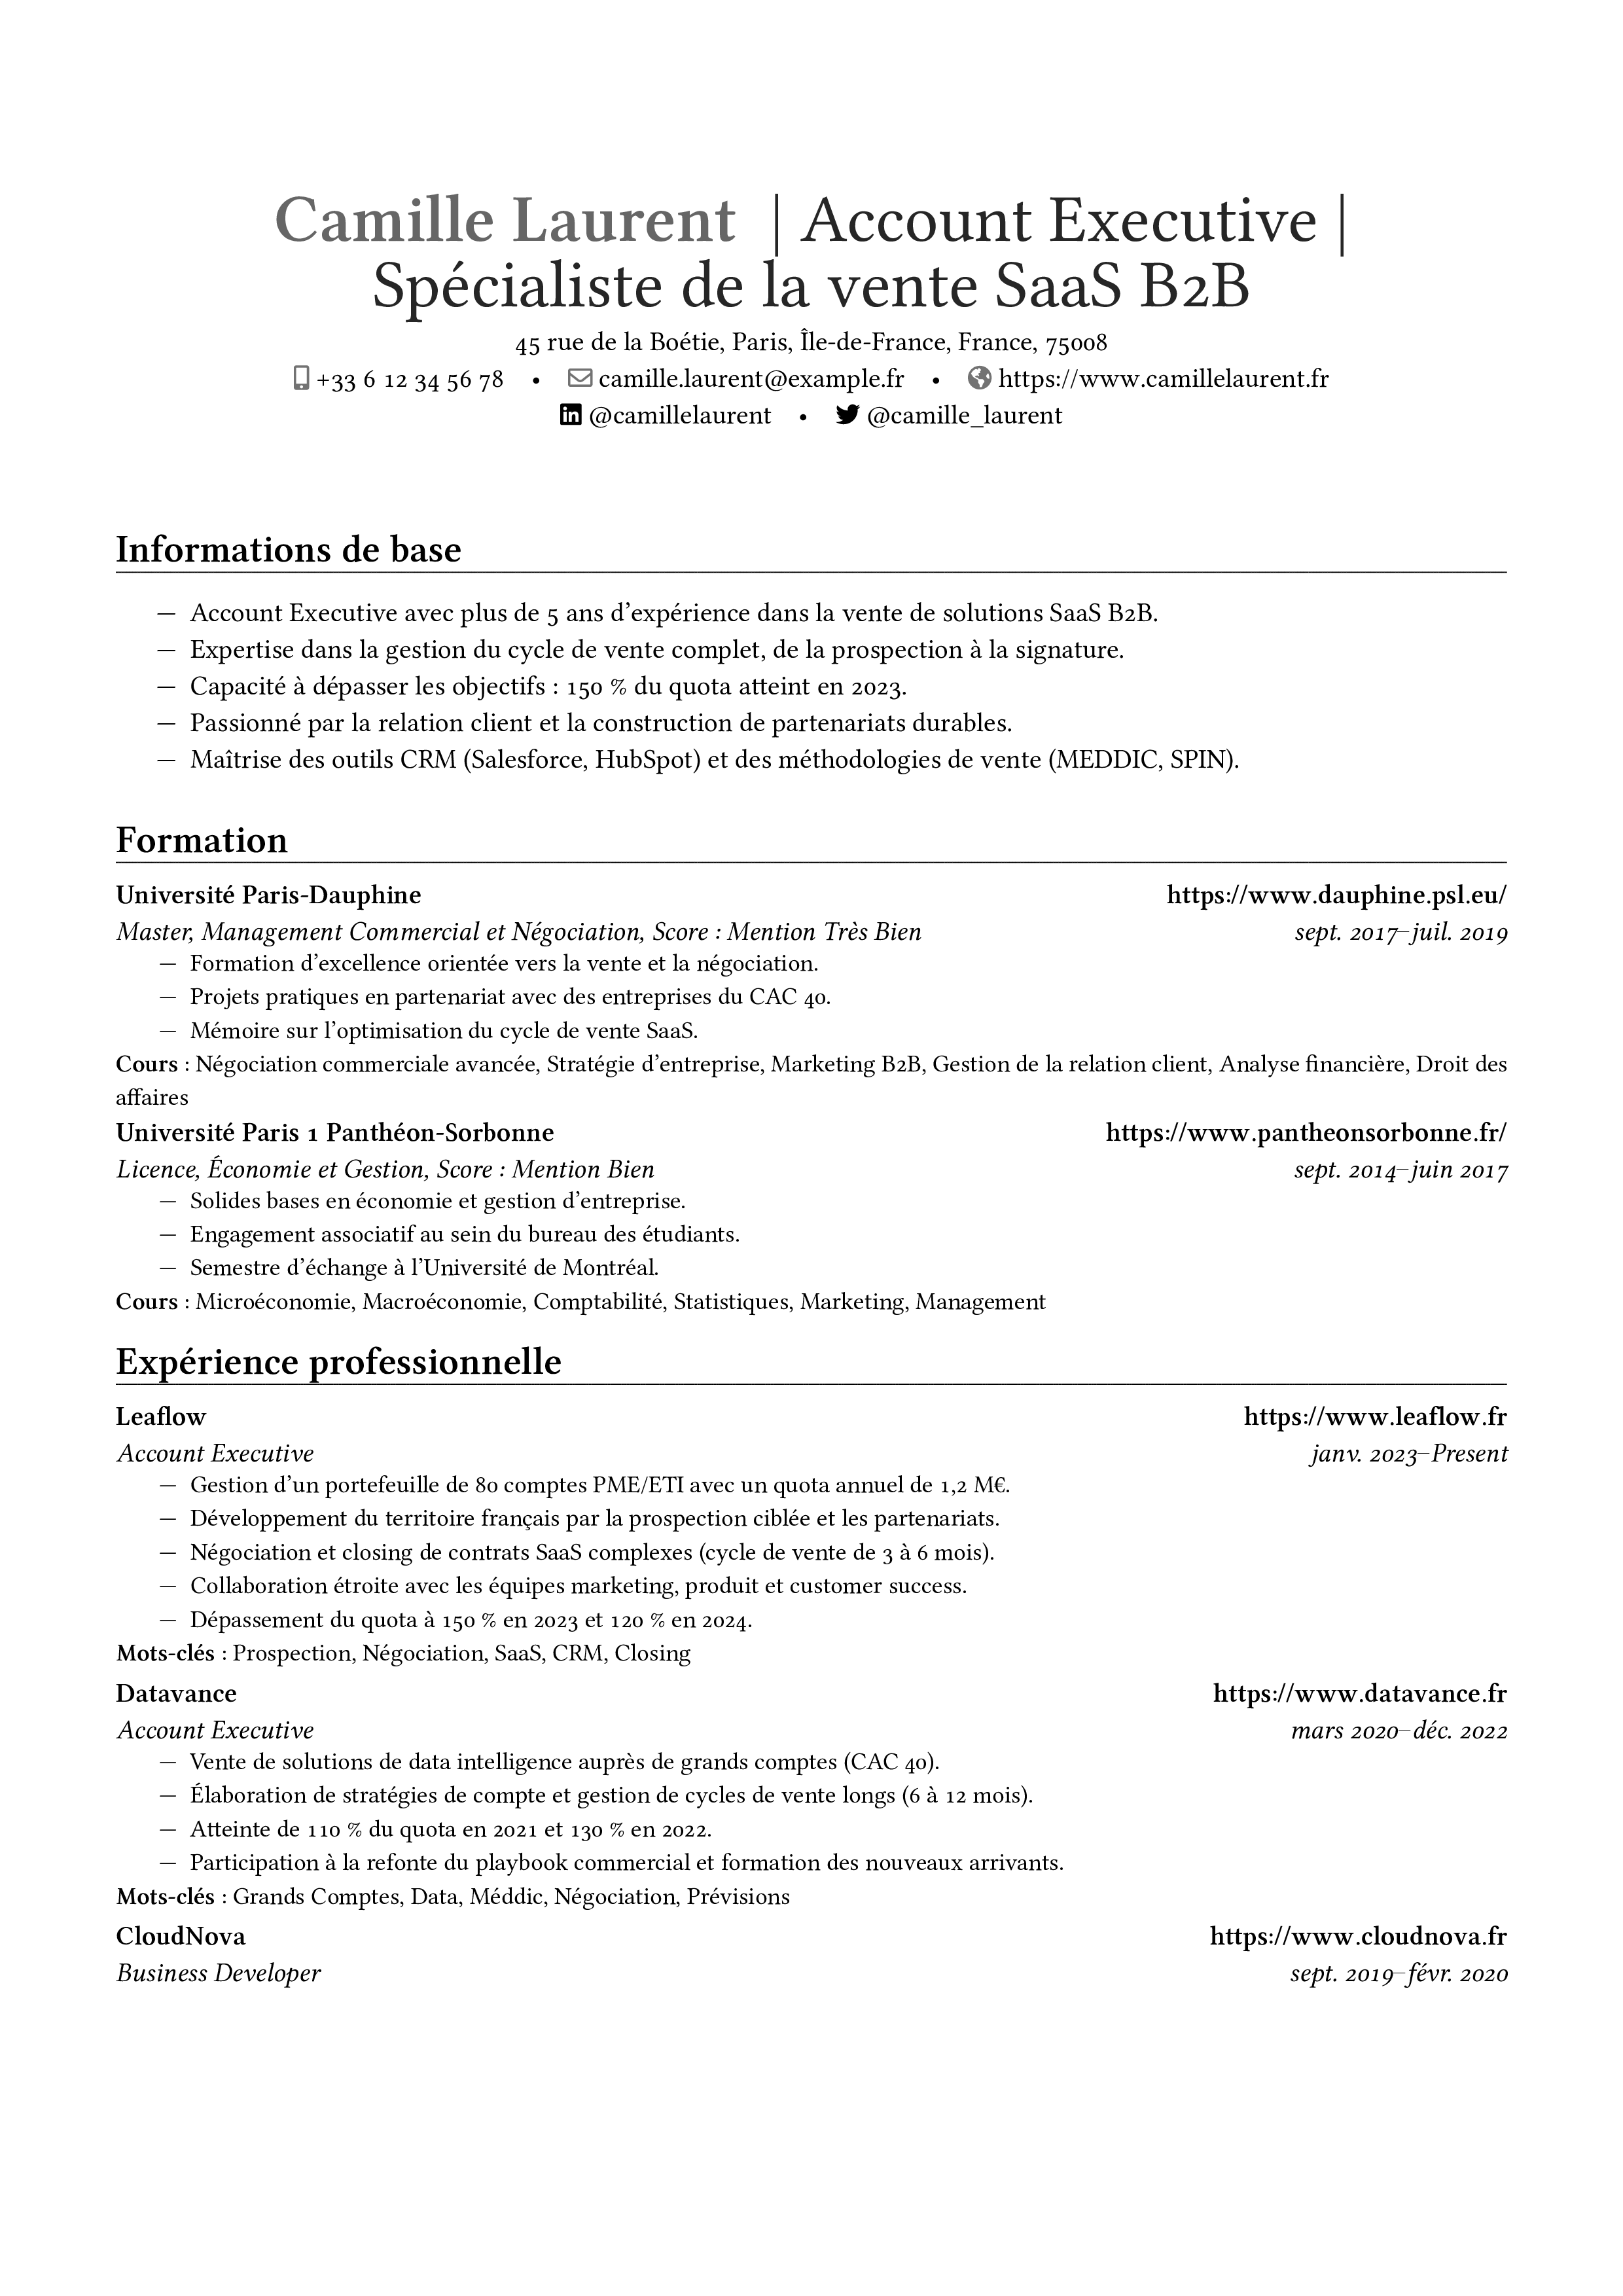 Camille Laurent | Account Executive |
Spécialiste de la vente SaaS B2B
45 rue de la Boétie, Paris, Île-de-France, France, 75008
+33 6 12 34 56 78 • camille.laurent@example.fr • https://www.camillelaurent.fr
@camillelaurent • @camille_laurent
Informations de base
— Account Executive avec plus de 5 ans d’expérience dans la vente de solutions SaaS B2B.
— Expertise dans la gestion du cycle de vente complet, de la prospection à la signature.
— Capacité à dépasser les objectifs : 150 % du quota atteint en 2023.
— Passionné par la relation client et la construction de partenariats durables.
— Maîtrise des outils CRM (Salesforce, HubSpot) et des méthodologies de vente (MEDDIC, SPIN).
Formation
Université Paris-Dauphine https://www.dauphine.psl.eu/
Master, Management Commercial et Négociation, Score : Mention Très Bien sept. 2017–juil. 2019
— Formation d’excellence orientée vers la vente et la négociation.
— Projets pratiques en partenariat avec des entreprises du CAC 40.
— Mémoire sur l’optimisation du cycle de vente SaaS.
Cours : Négociation commerciale avancée, Stratégie d’entreprise, Marketing B2B, Gestion de la relation client, Analyse financière, Droit des
affaires
Université Paris 1 Panthéon-Sorbonne https://www.pantheonsorbonne.fr/
Licence, Économie et Gestion, Score : Mention Bien sept. 2014–juin 2017
— Solides bases en économie et gestion d’entreprise.
— Engagement associatif au sein du bureau des étudiants.
— Semestre d’échange à l’Université de Montréal.
Cours : Microéconomie, Macroéconomie, Comptabilité, Statistiques, Marketing, Management
Expérience professionnelle
Leaflow https://www.leaflow.fr
Account Executive janv. 2023–Present
— Gestion d’un portefeuille de 80 comptes PME/ETI avec un quota annuel de 1,2 M€.
— Développement du territoire français par la prospection ciblée et les partenariats.
— Négociation et closing de contrats SaaS complexes (cycle de vente de 3 à 6 mois).
— Collaboration étroite avec les équipes marketing, produit et customer success.
— Dépassement du quota à 150 % en 2023 et 120 % en 2024.
Mots-clés : Prospection, Négociation, SaaS, CRM, Closing
Datavance https://www.datavance.fr
Account Executive mars 2020–déc. 2022
— Vente de solutions de data intelligence auprès de grands comptes (CAC 40).
— Élaboration de stratégies de compte et gestion de cycles de vente longs (6 à 12 mois).
— Atteinte de 110 % du quota en 2021 et 130 % en 2022.
— Participation à la refonte du playbook commercial et formation des nouveaux arrivants.
Mots-clés : Grands Comptes, Data, Méddic, Négociation, Prévisions
CloudNova https://www.cloudnova.fr
Business Developer sept. 2019–févr. 2020